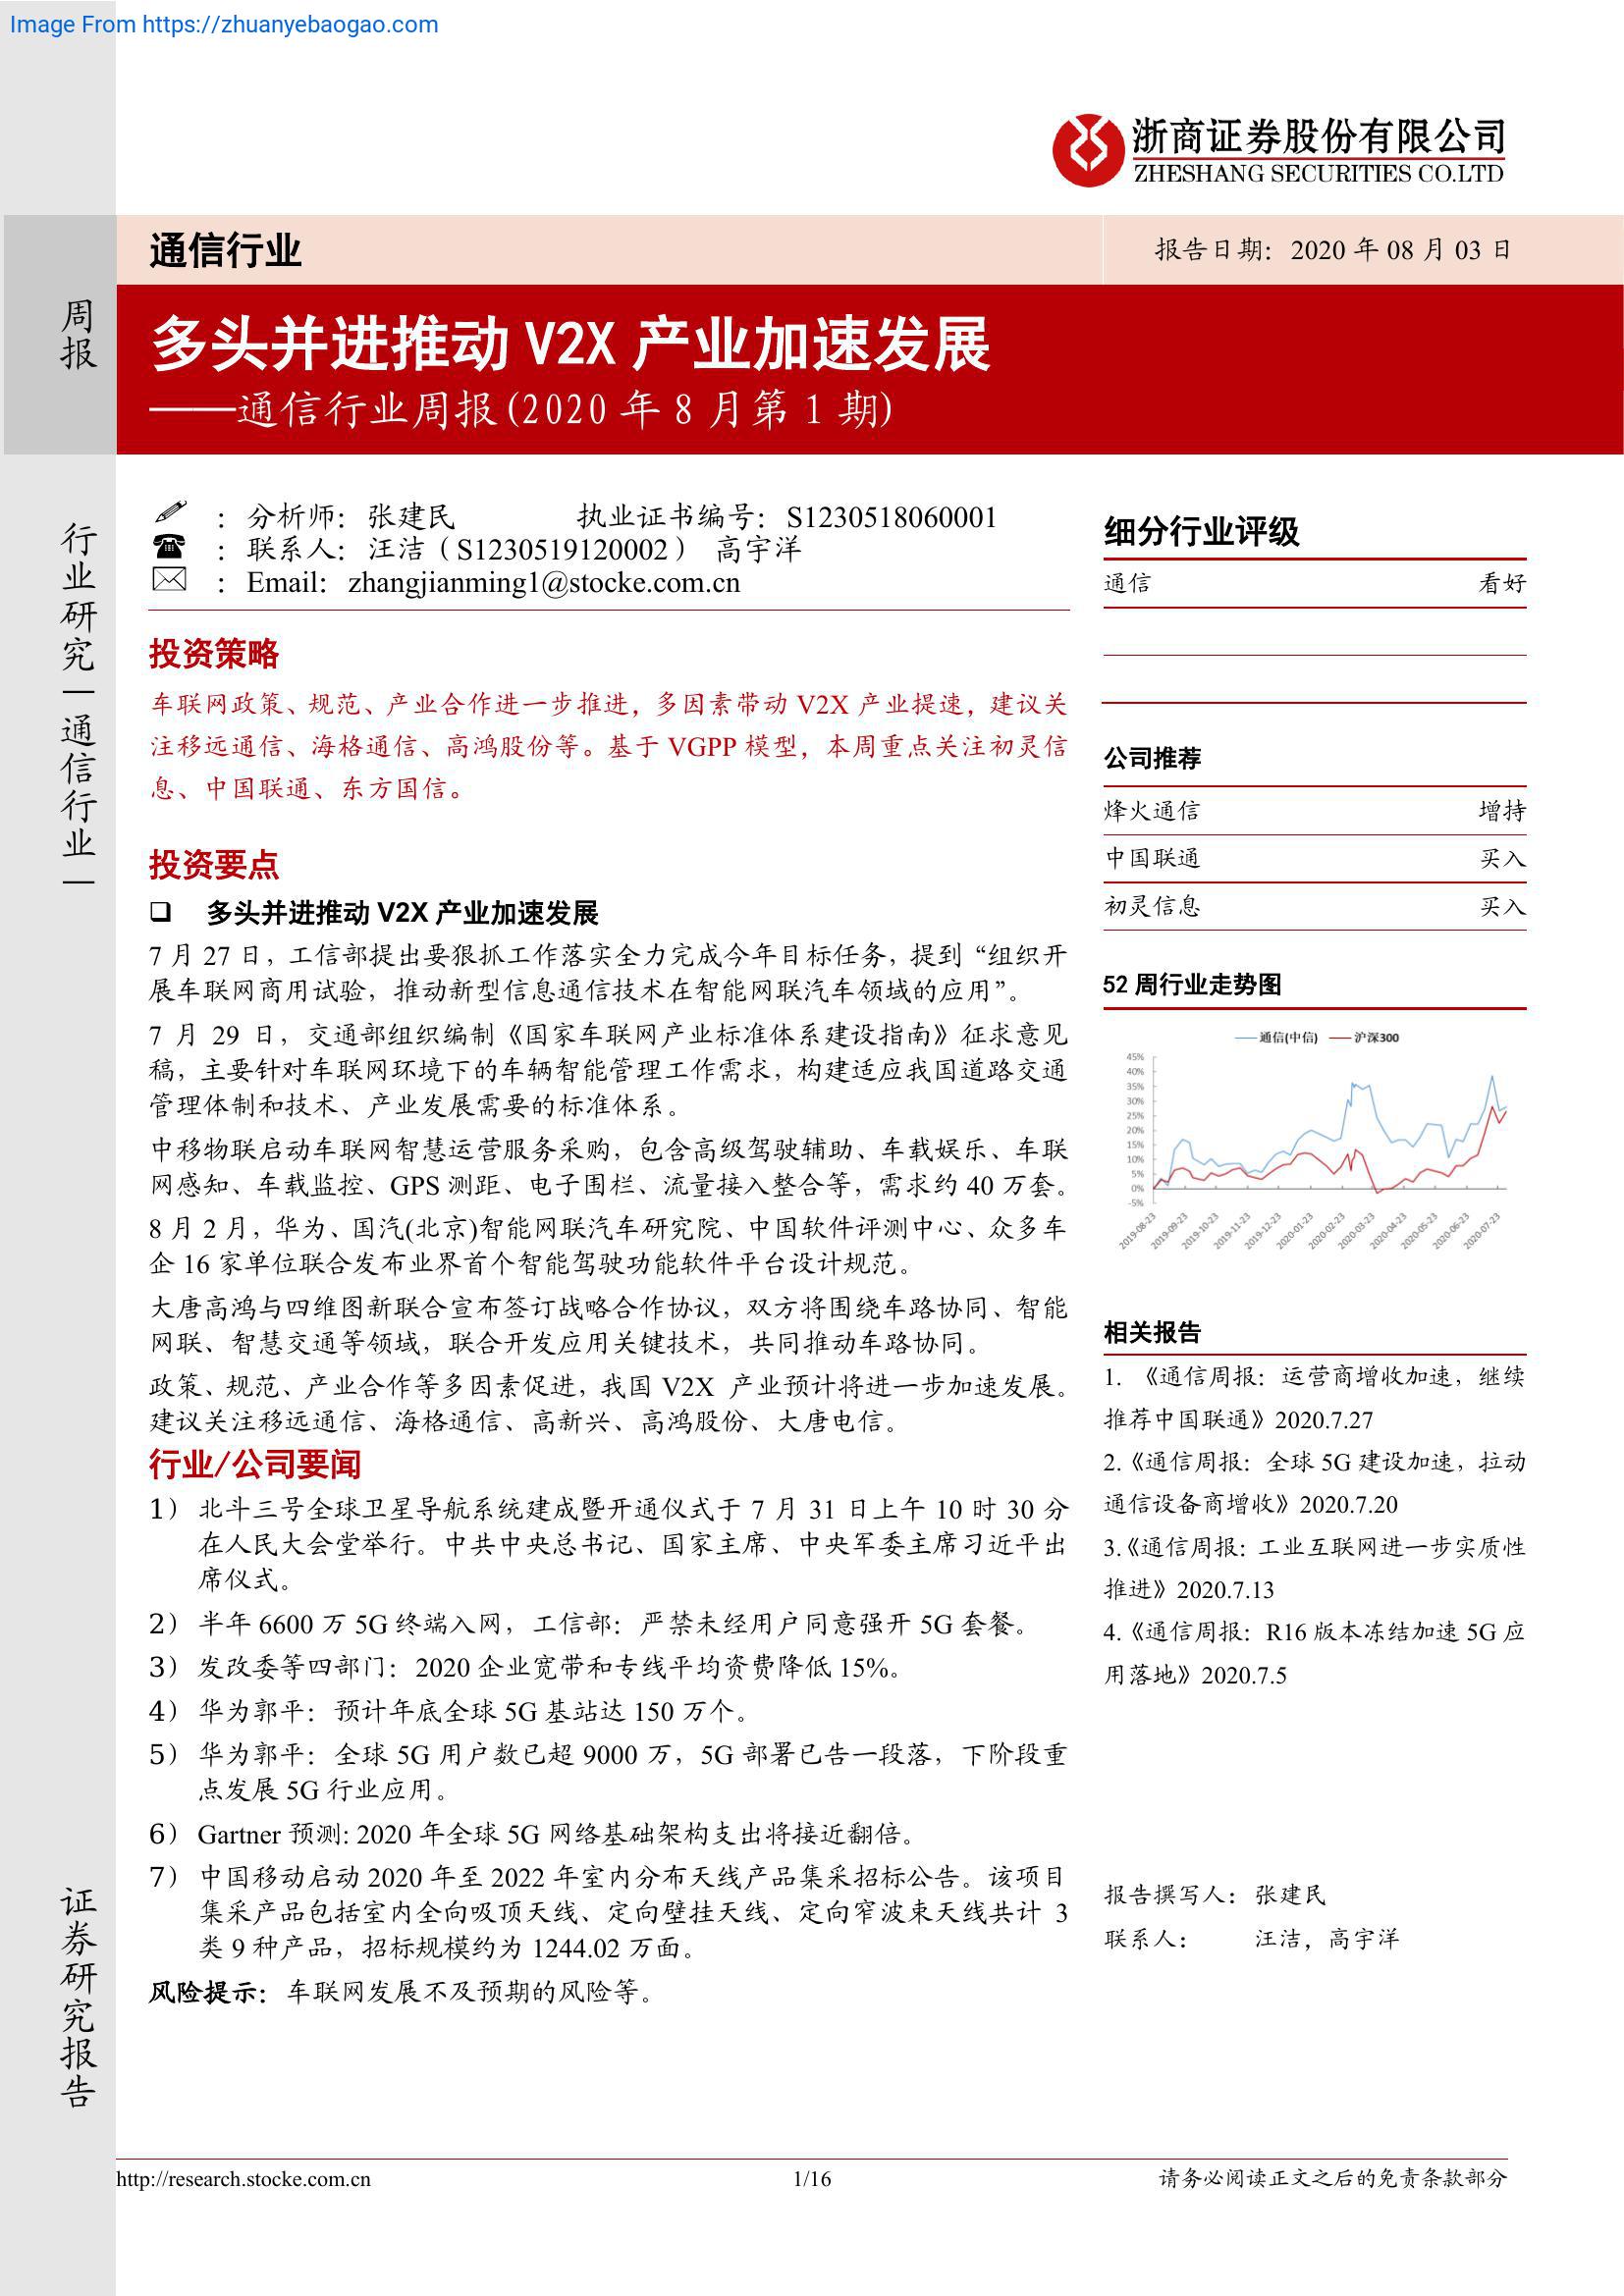 Image From https://zhuanyebaogao.com
浙商证券股份有限公司
ZHESHANG SECURITIES CO.LTD
通信行业
报告日期：2020 年 08 月 03 日
周报
多头并进推动 V2X 产业加速发展
——通信行业周报(2020 年 8 月第 1 期)
行业研究|通信行业|
证券研究报告
：分析师：张建民 执业证书编号：S1230518060001
：联系人：汪洁（S1230519120002） 高宇洋
：Email：zhangjianming1@stocke.com.cn
投资策略
车联网政策、规范、产业合作进一步推进，多因素带动 V2X 产业提速，建议关
注移远通信、海格通信、高鸿股份等。基于 VGPP 模型，本周重点关注初灵信
息、中国联通、东方国信。
投资要点
❑ 多头并进推动 V2X 产业加速发展
7 月 27 日，工信部提出要狠抓工作落实全力完成今年目标任务，提到“组织开
展车联网商用试验，推动新型信息通信技术在智能网联汽车领域的应用”。
7 月 29 日，交通部组织编制《国家车联网产业标准体系建设指南》征求意见
稿，主要针对车联网环境下的车辆智能管理工作需求，构建适应我国道路交通
管理体制和技术、产业发展需要的标准体系。
中移物联启动车联网智慧运营服务采购，包含高级驾驶辅助、车载娱乐、车联
网感知、车载监控、GPS 测距、电子围栏、流量接入整合等，需求约 40 万套。
8 月 2 月，华为、国汽(北京)智能网联汽车研究院、中国软件评测中心、众多车
企 16 家单位联合发布业界首个智能驾驶功能软件平台设计规范。
大唐高鸿与四维图新联合宣布签订战略合作协议，双方将围绕车路协同、智能
网联、智慧交通等领域，联合开发应用关键技术，共同推动车路协同。
政策、规范、产业合作等多因素促进，我国 V2X 产业预计将进一步加速发展。
建议关注移远通信、海格通信、高新兴、高鸿股份、大唐电信。
行业/公司要闻
1） 北斗三号全球卫星导航系统建成暨开通仪式于 7 月 31 日上午 10 时 30 分
在人民大会堂举行。中共中央总书记、国家主席、中央军委主席习近平出
席仪式。
2） 半年 6600 万 5G 终端入网，工信部：严禁未经用户同意强开 5G 套餐。
3） 发改委等四部门：2020 企业宽带和专线平均资费降低 15%。
4） 华为郭平：预计年底全球 5G 基站达 150 万个。
5） 华为郭平：全球 5G 用户数已超 9000 万，5G 部署已告一段落，下阶段重
点发展 5G 行业应用。
6） Gartner 预测: 2020 年全球 5G 网络基础架构支出将接近翻倍。
7） 中国移动启动 2020 年至 2022 年室内分布天线产品集采招标公告。该项目
集采产品包括室内全向吸顶天线、定向壁挂天线、定向窄波束天线共计 3
类 9 种产品，招标规模约为 1244.02 万面。
风险提示：车联网发展不及预期的风险等。
细分行业评级
通信 看好
公司推荐
烽火通信 增持
中国联通 买入
初灵信息 买入
52 周行业走势图
通信(中信) 沪深300
45%
40%
35%
30%
25%
20%
15%
10%
5%
0%
-5%
2019-08-23 2019-09-23 2019-10-23 2019-11-23 2019-12-23 2020-01-23 2020-02-23 2020-03-23 2020-04-23 2020-05-23 2020-06-23 2020-07-23
相关报告
1. 《通信周报：运营商增收加速，继续
推荐中国联通》2020.7.27
2.《通信周报：全球 5G 建设加速，拉动
通信设备商增收》2020.7.20
3.《通信周报：工业互联网进一步实质性
推进》2020.7.13
4.《通信周报：R16 版本冻结加速 5G 应
用落地》2020.7.5
报告撰写人：张建民
联系人： 汪洁，高宇洋
http://research.stocke.com.cn 1/16 请务必阅读正文之后的免责条款部分